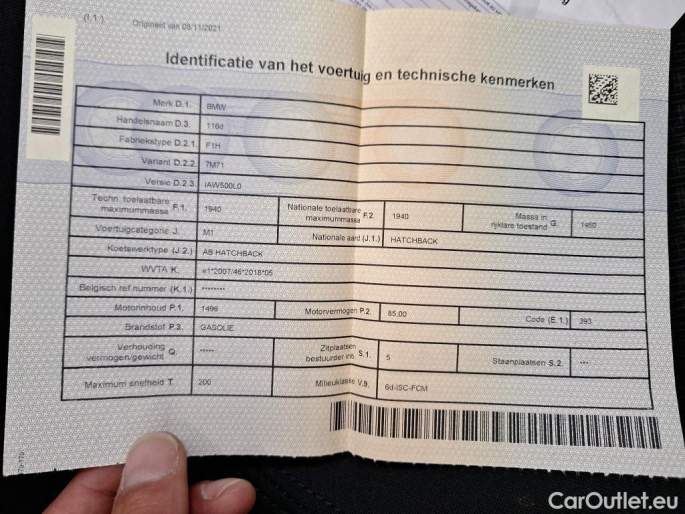 (I.1.) Origineel van 08/11/2021
Identificatie van het voertuig en technische kenmerken
Merk D.1. BMW
Handelsnaam D.3. 116d
Fabriekstype D.2.1. F1H
Variant D.2.2. 7M71
Versie D.2.3. IAW500L0
Techn. toelaatbare maximummassa F.1. 1940 Nationale toelaatbare maximummassa F.2. 1940 Massa in rijklare toestand G.
Voertuigcategorie J. M1 Nationale aard (J.1.) HATCHBACK
Koetswerktype (J.2.) AB HATCHBACK
WVTA K. e1*2007/46*2018*05
Belgisch ref nummer (K.1.) ********
Motorinhoud P.1. 1496 Motorvermogen P.2. 85,00 Code (E.1.) 393
Brandstof P.3. GASOLIE
Verhouding vermogen/gewicht Q. ***** Zitplaatsen bestuurder inb S.1. 5 Staanplaatsen S.2. ***
Maximum snelheid T. 200 Milieuklasse V.9. 6d-ISC-FCM
CarOutlet.eu